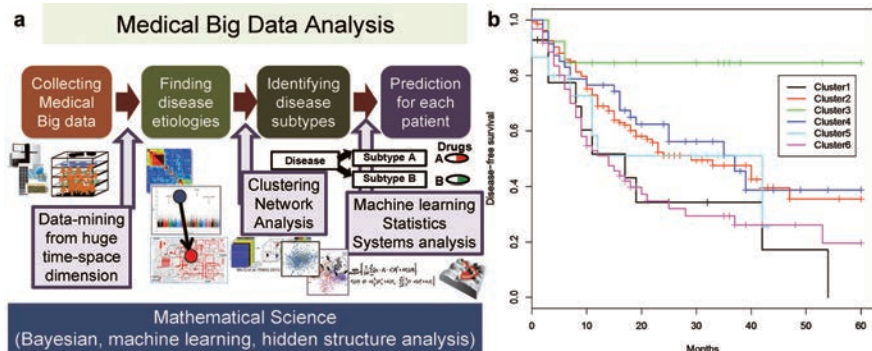 a
Medical Big Data Analysis
Collecting
Medical
Big data
Finding
disease
etiologies
Identifying
disease
subtypes
Prediction
for each
patient
Data-mining
from huge
time-space
dimension
Clustering
Network
Analysis
Disease
Subtype A
Subtype B
Drugs
A
B
Machine learning
Statistics
Systems analysis
Mathematical Science
(Bayesian, machine learning, hidden structure analysis)
b
Disease-free survival
1.0
0.8
0.6
0.4
0.2
0.0
Cluster1
Cluster2
Cluster3
Cluster4
Cluster5
Cluster6
0 10 20 30 40 50 60
Months